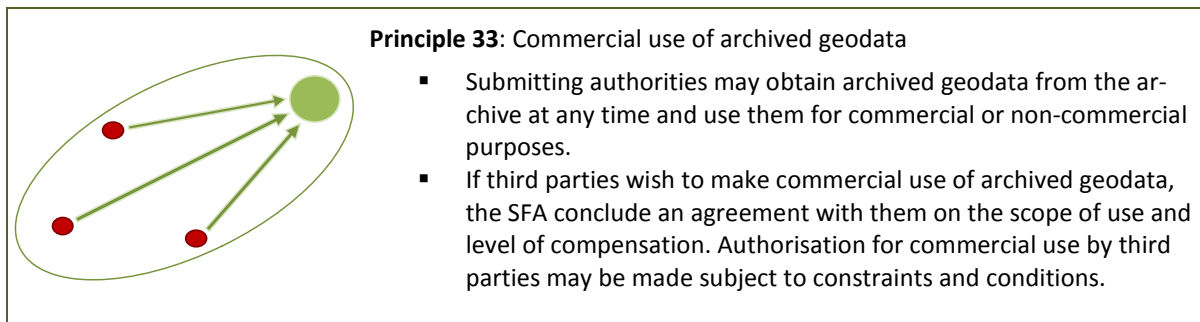 Principle 33: Commercial use of archived geodata
▪ Submitting authorities may obtain archived geodata from the ar-
chive at any time and use them for commercial or non-commercial
purposes.
▪ If third parties wish to make commercial use of archived geodata,
the SFA conclude an agreement with them on the scope of use and
level of compensation. Authorisation for commercial use by third
parties may be made subject to constraints and conditions.